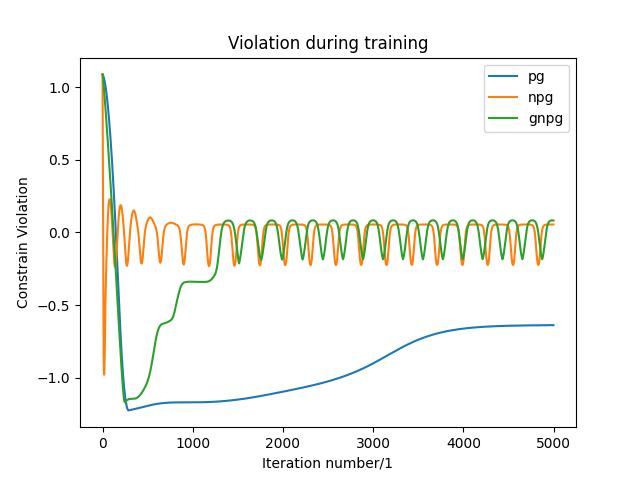 Violation during training
1.0
0.5
0.0
−0.5
−1.0
Constrain Violation
0
1000
2000
3000
4000
5000
Iteration number/1
pg
npg
gnpg